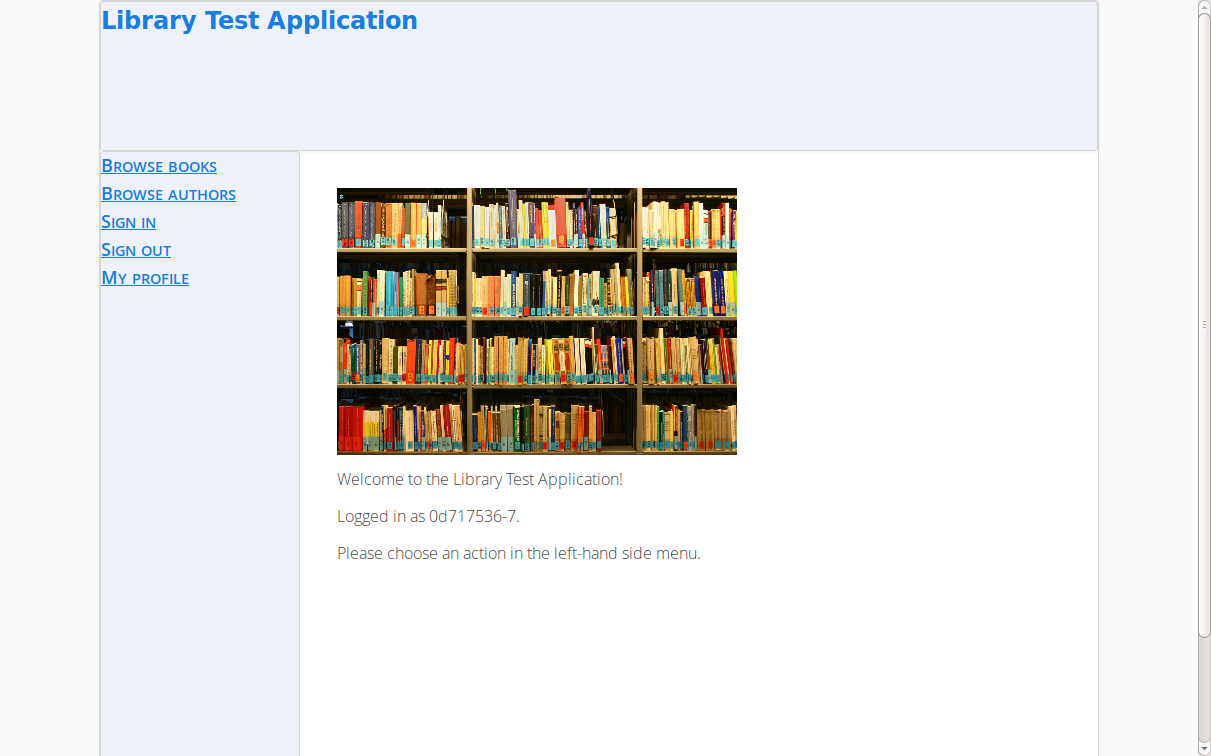 Library Test Application
Browse books
Browse authors
Sign in
Sign out
My profile
Welcome to the Library Test Application!
Logged in as 0d717536-7.
Please choose an action in the left-hand side menu.